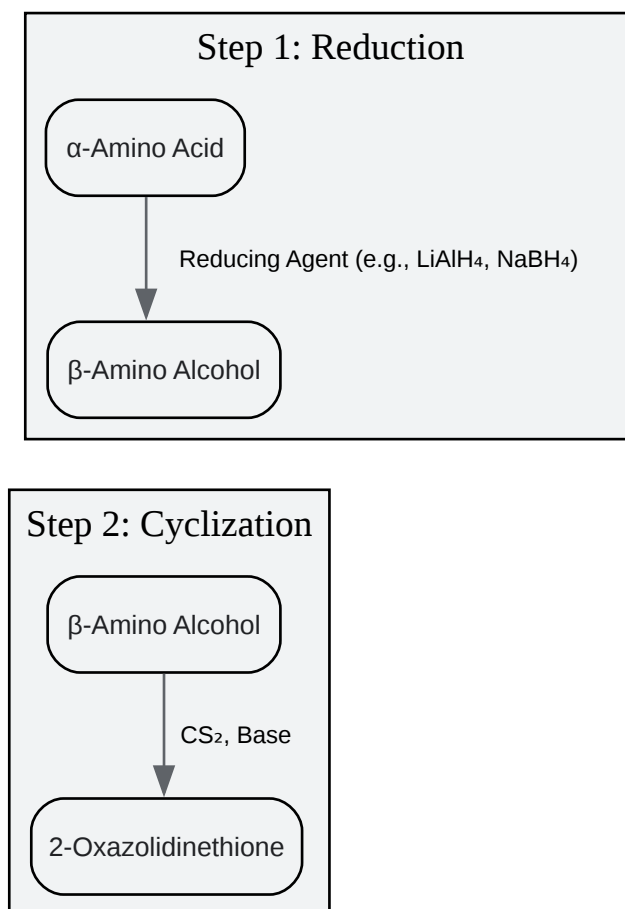 Step 1: Reduction
α-Amino Acid
Reducing Agent (e.g., LiAlH₄, NaBH₄)
β-Amino Alcohol
Step 2: Cyclization
β-Amino Alcohol
CS₂, Base
2-Oxazolidinethione